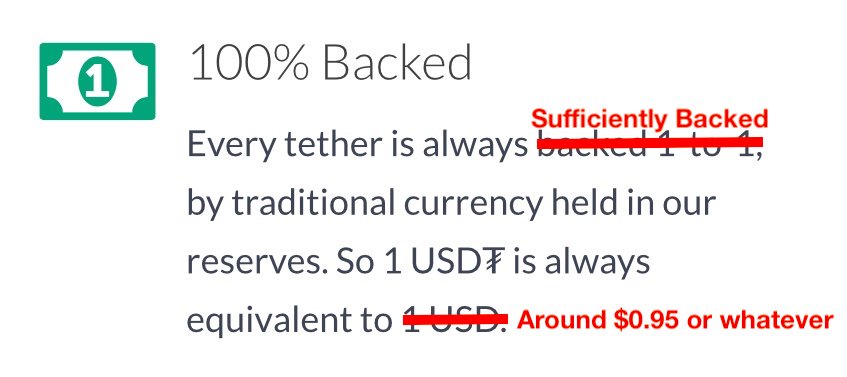 1
100% Backed
Sufficiently Backed
Every tether is always backed 1-to-1,
by traditional currency held in our
reserves. So 1 USD₮ is always
equivalent to 1 USD. Around $0.95 or whatever